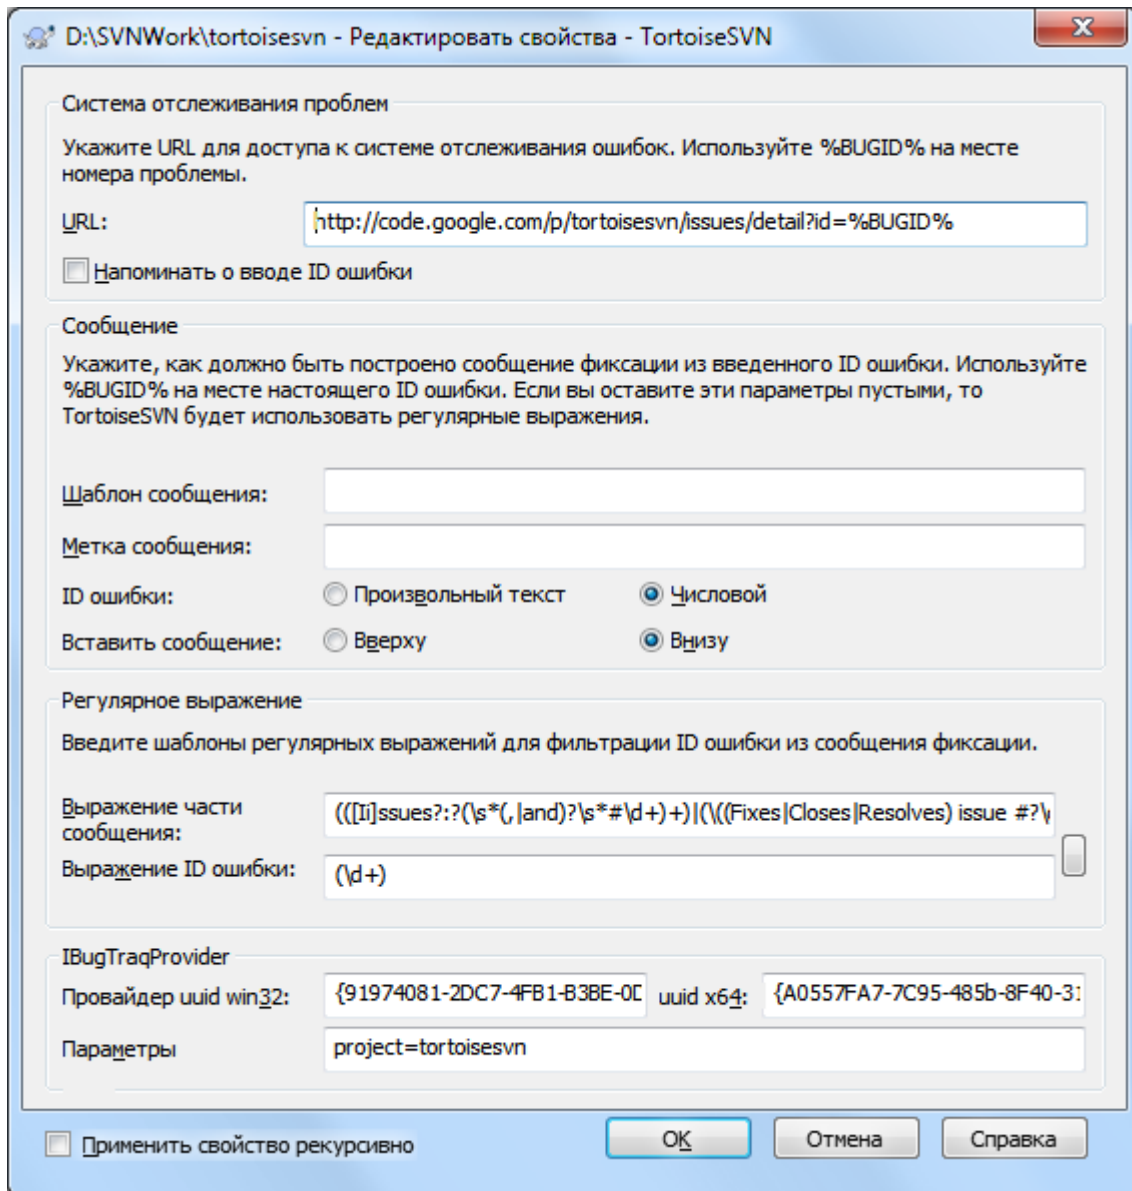 D:\SVNWork\tortoisesvn - Редактировать свойства - TortoiseSVN
Система отслеживания проблем
Укажите URL для доступа к системе отслеживания ошибок. Используйте %BUGID% на месте
номера проблемы.
URL: http://code.google.com/p/tortoisesvn/issues/detail?id=%BUGID%
Напоминать о вводе ID ошибки
Сообщение
Укажите, как должно быть построено сообщение фиксации из введенного ID ошибки. Используйте
%BUGID% на месте настоящего ID ошибки. Если вы оставите эти параметры пустыми, то
TortoiseSVN будет использовать регулярные выражения.
Шаблон сообщения:
Метка сообщения:
ID ошибки: Произвольный текст Числовой
Вставить сообщение: Вверху Внизу
Регулярное выражение
Введите шаблоны регулярных выражений для фильтрации ID ошибки из сообщения фиксации.
Выражение части
сообщения: (([Ii]ssues?:?(\s*(,|and)?\s*#\d+)+)|(\((Fixes|Closes|Resolves) issue #?\
Выражение ID ошибки: (\d+)
IBugTraqProvider
Провайдер uuid win32: {91974081-2DC7-4FB1-B3BE-0D uuid x64: {A0557FA7-7C95-485b-8F40-31
Параметры project=tortoisesvn
Применить свойство рекурсивно OK Отмена Справка